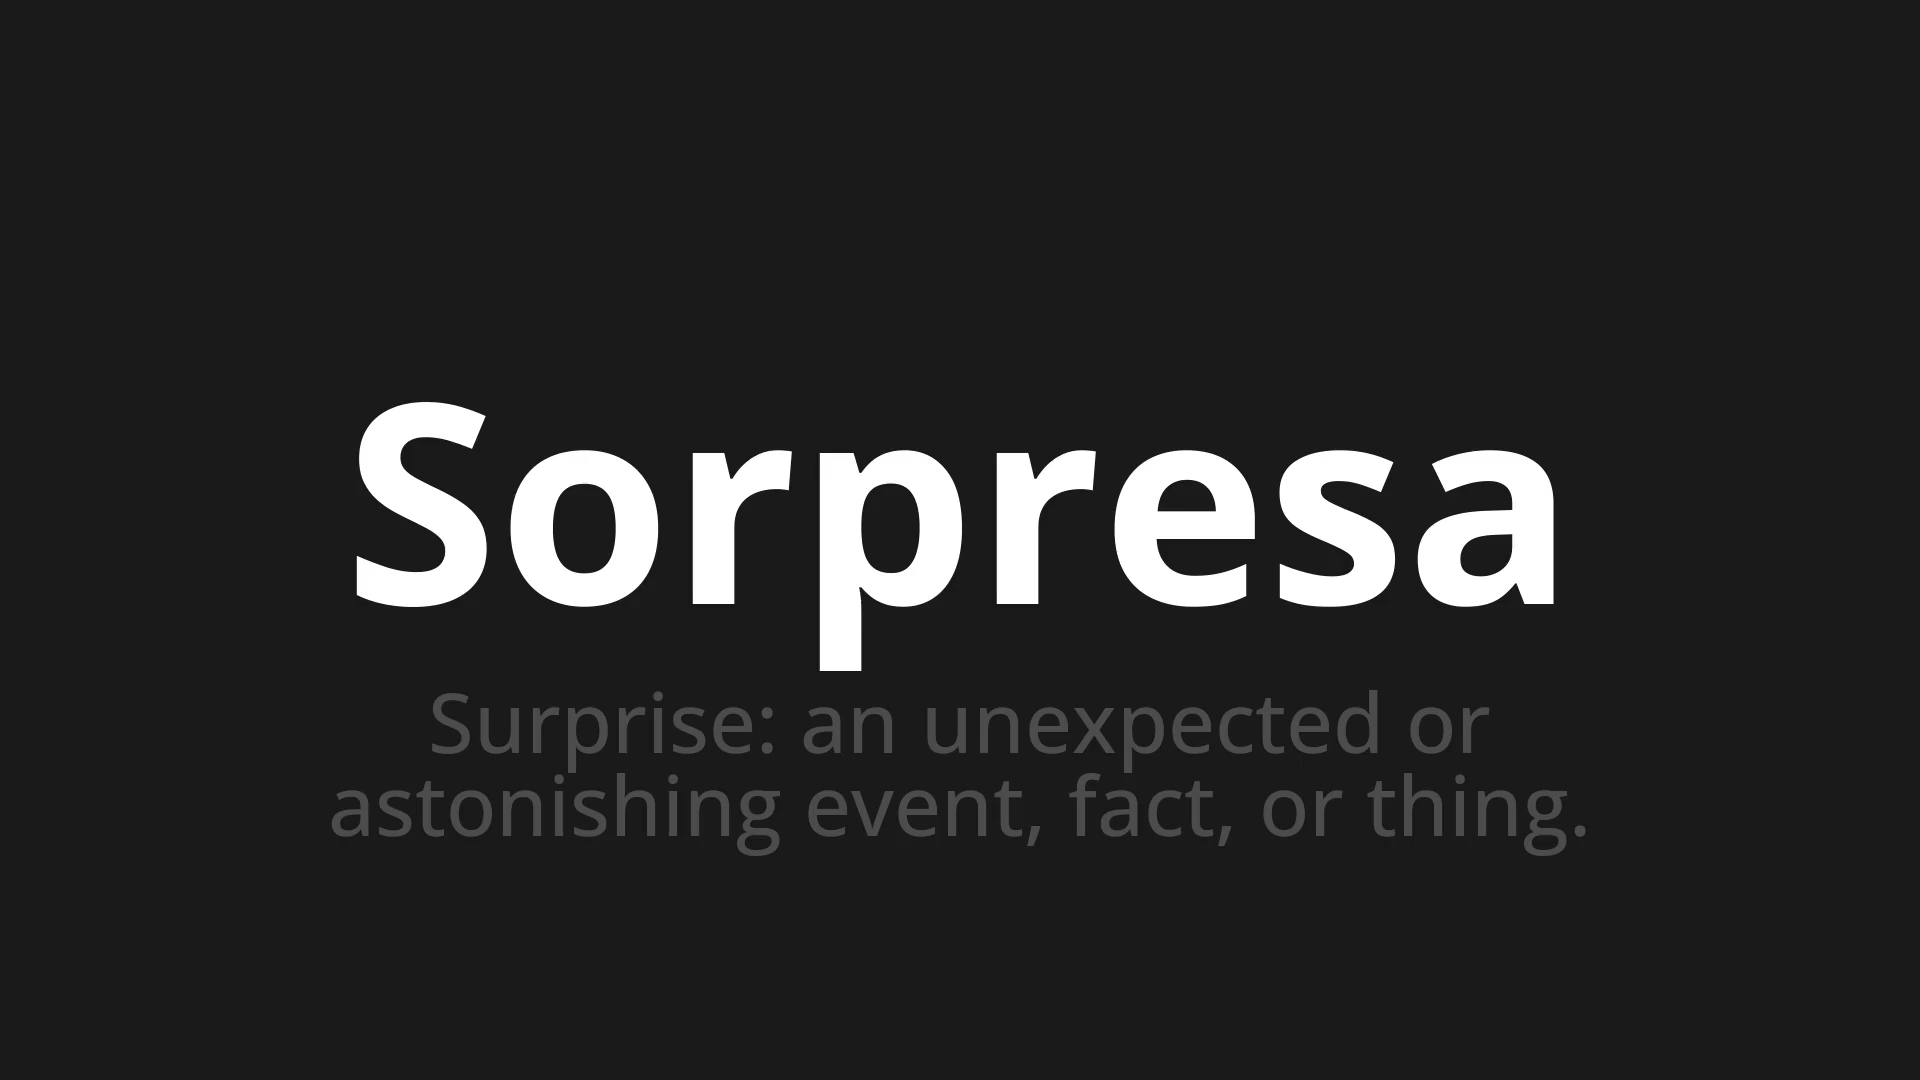 Sorpresa
Surprise: an unexpected or
astonishing event, fact, or thing.